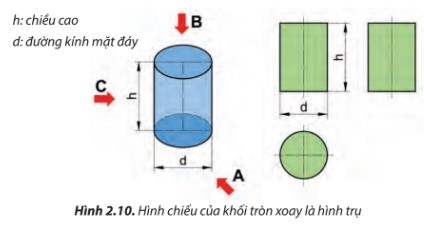 h: chiều cao
d: đường kính mặt đáy
B
C
h
d
A
h
d
Hình 2.10. Hình chiếu của khối tròn xoay là hình trụ